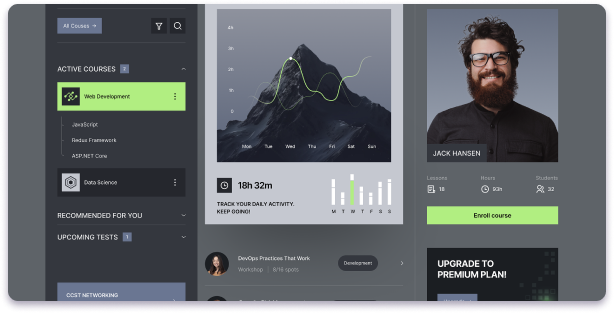 All Couses
ACTIVE COURSES 3
Web Development
JavaScript
Redux Framework
ASP.NET Core
Data Science
RECOMMENDED FOR YOU
UPCOMING TESTS 1
CCST NETWORKING
4h
3h
2h
1h
0
Mon Tue Wed Thu Fri Sat Sun
18h 32m
TRACK YOUR DAILY ACTIVITY.
KEEP GOING!
M T W T F S S
DevOps Practices That Work
Workshop 8/16 spots
Development
JACK HANSEN
Lessons Hours Students
18 93h 32
Enroll course
UPGRADE TO
PREMIUM PLAN!